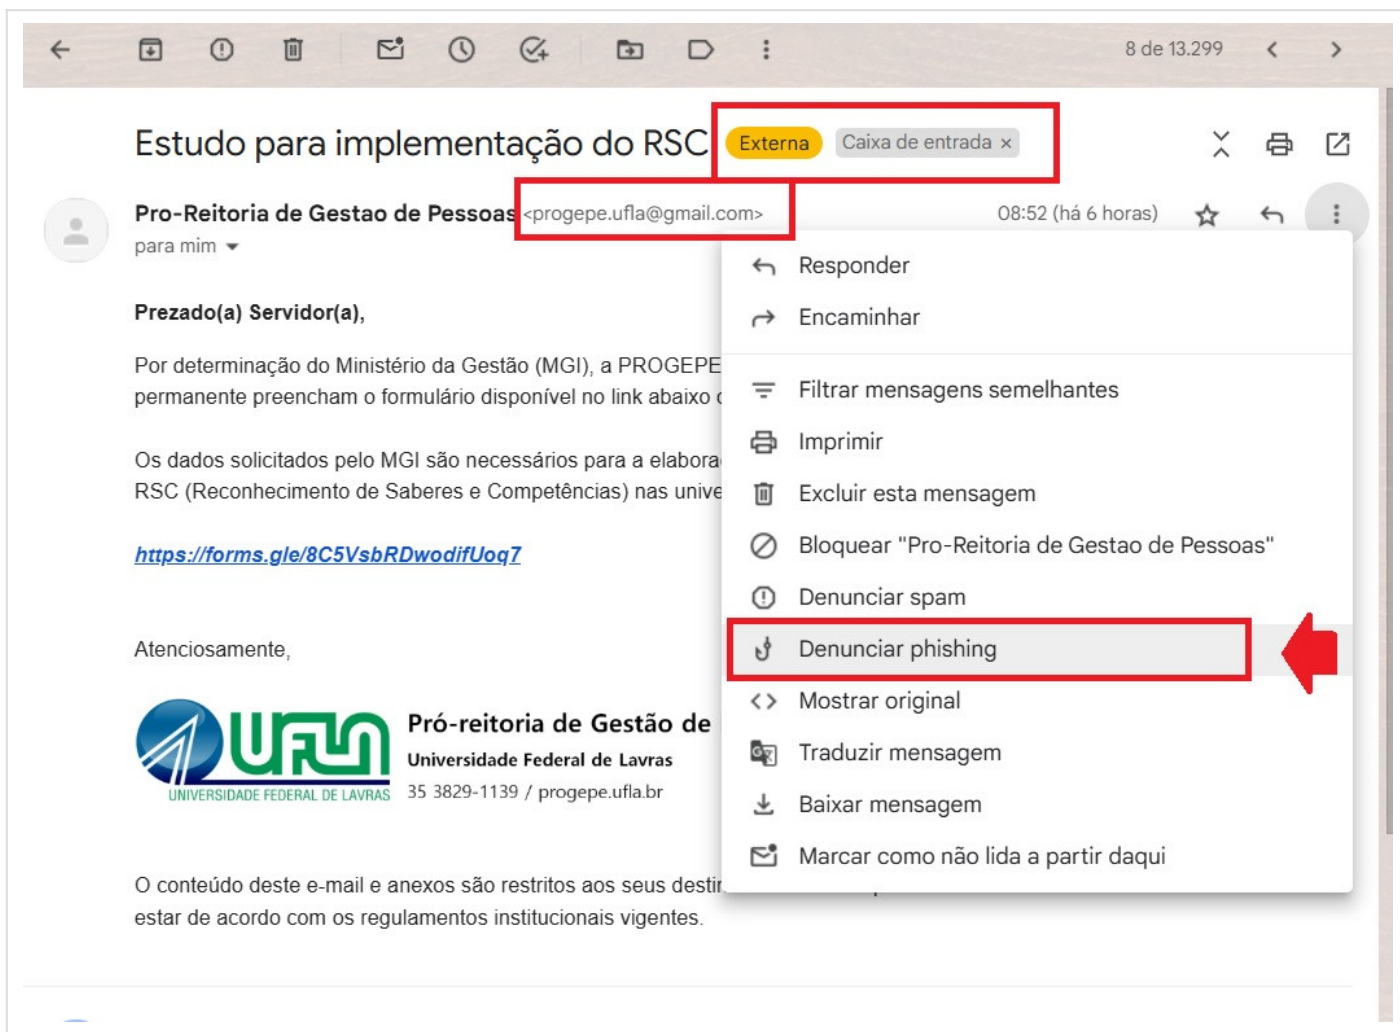 8 de 13.299
Estudo para implementação do RSC Externa Caixa de entrada ×
Pro-Reitoria de Gestao de Pessoas <progepe.ufla@gmail.com> 08:52 (há 6 horas)
para mim
Prezado(a) Servidor(a),
Por determinação do Ministério da Gestão (MGI), a PROGEPE
permanente preencham o formulário disponível no link abaixo
Os dados solicitados pelo MGI são necessários para a
RSC (Reconhecimento de Saberes e Competências) nas
https://forms.gle/8C5VsbRDwodifUoq7
Atenciosamente,
UFLA
UNIVERSIDADE FEDERAL DE LAVRAS
Pró-reitoria de Gestão de
Universidade Federal de Lavras
35 3829-1139 / progepe.ufla.br
O conteúdo deste e-mail e anexos são restritos aos seus
estar de acordo com os regulamentos institucionais vigentes.
Responder
Encaminhar
Filtrar mensagens semelhantes
Imprimir
Excluir esta mensagem
Bloquear "Pro-Reitoria de Gestao de Pessoas"
Denunciar spam
Denunciar phishing
Mostrar original
Traduzir mensagem
Baixar mensagem
Marcar como não lida a partir daqui